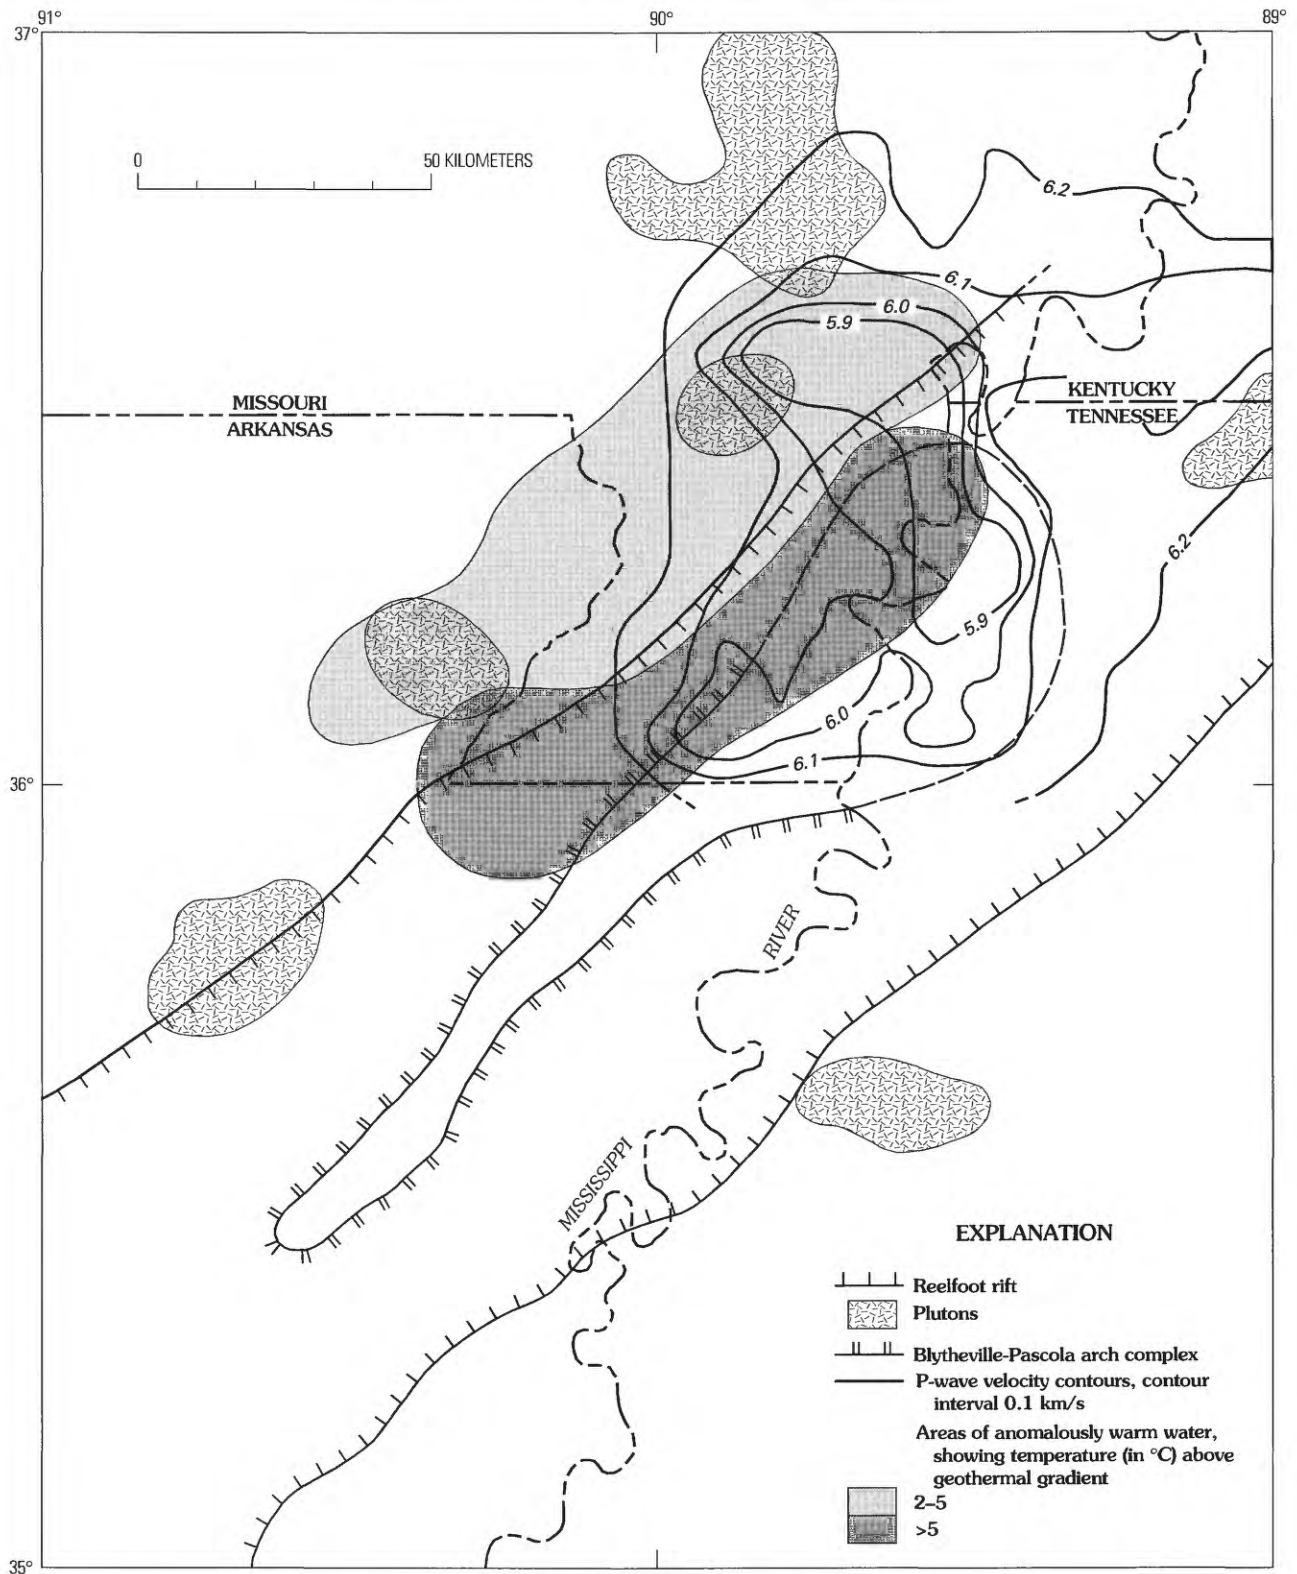 91°
90°
89°
37°
0
50 KILOMETERS
6.2
6.1
6.0
5.9
MISSOURI
ARKANSAS
KENTUCKY
TENNESSEE
6.2
5.9
6.0
6.1
36°
RIVER
MISSISSIPPI
EXPLANATION
Reelfoot rift
Plutons
Blytheville-Pascola arch complex
P-wave velocity contours, contour
interval 0.1 km/s
Areas of anomalously warm water,
showing temperature (in °C) above
geothermal gradient
2–5
>5
35°